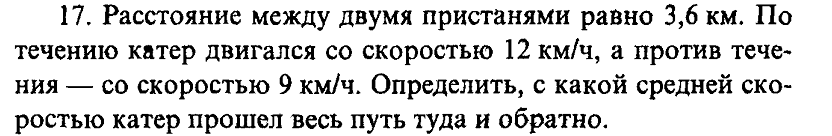 17. Расстояние между двумя пристанями равно 3,6 км. По
течению катер двигался со скоростью 12 км/ч, а против тече-
ния — со скоростью 9 км/ч. Определить, с какой средней ско-
ростью катер прошел весь путь туда и обратно.